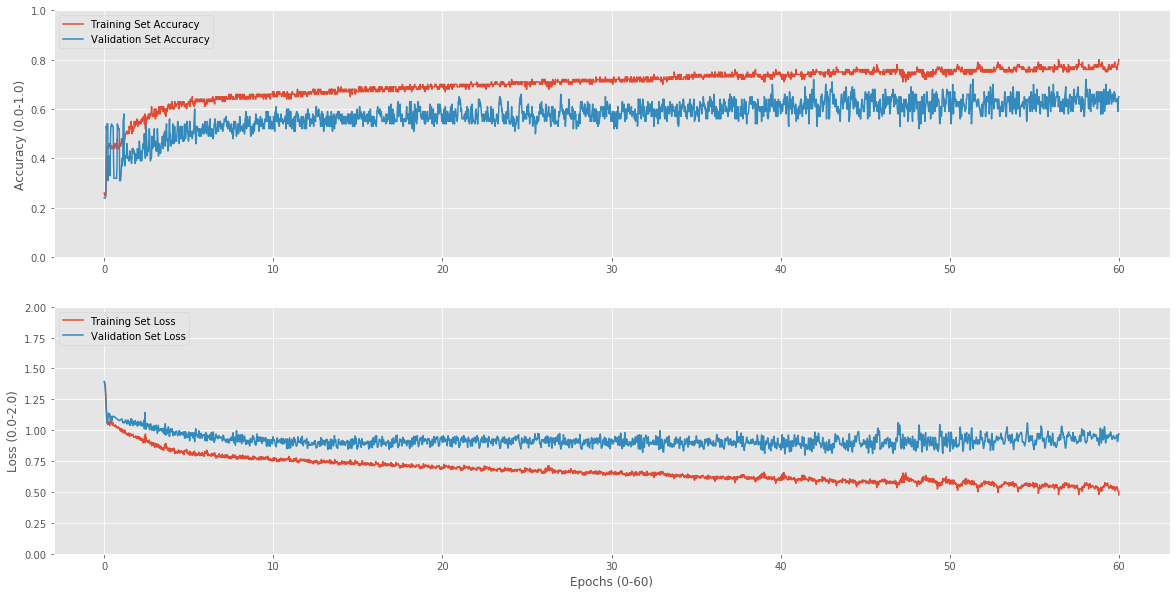 1.0
Training Set Accuracy
Validation Set Accuracy
0.8
0.6
0.4
0.2
0.0
Accuracy (0.0-1.0)
0 10 20 30 40 50 60
2.00
Training Set Loss
Validation Set Loss
1.75
1.50
1.25
1.00
0.75
0.50
0.25
0.00
Loss (0.0-2.0)
0 10 20 30 40 50 60
Epochs (0-60)